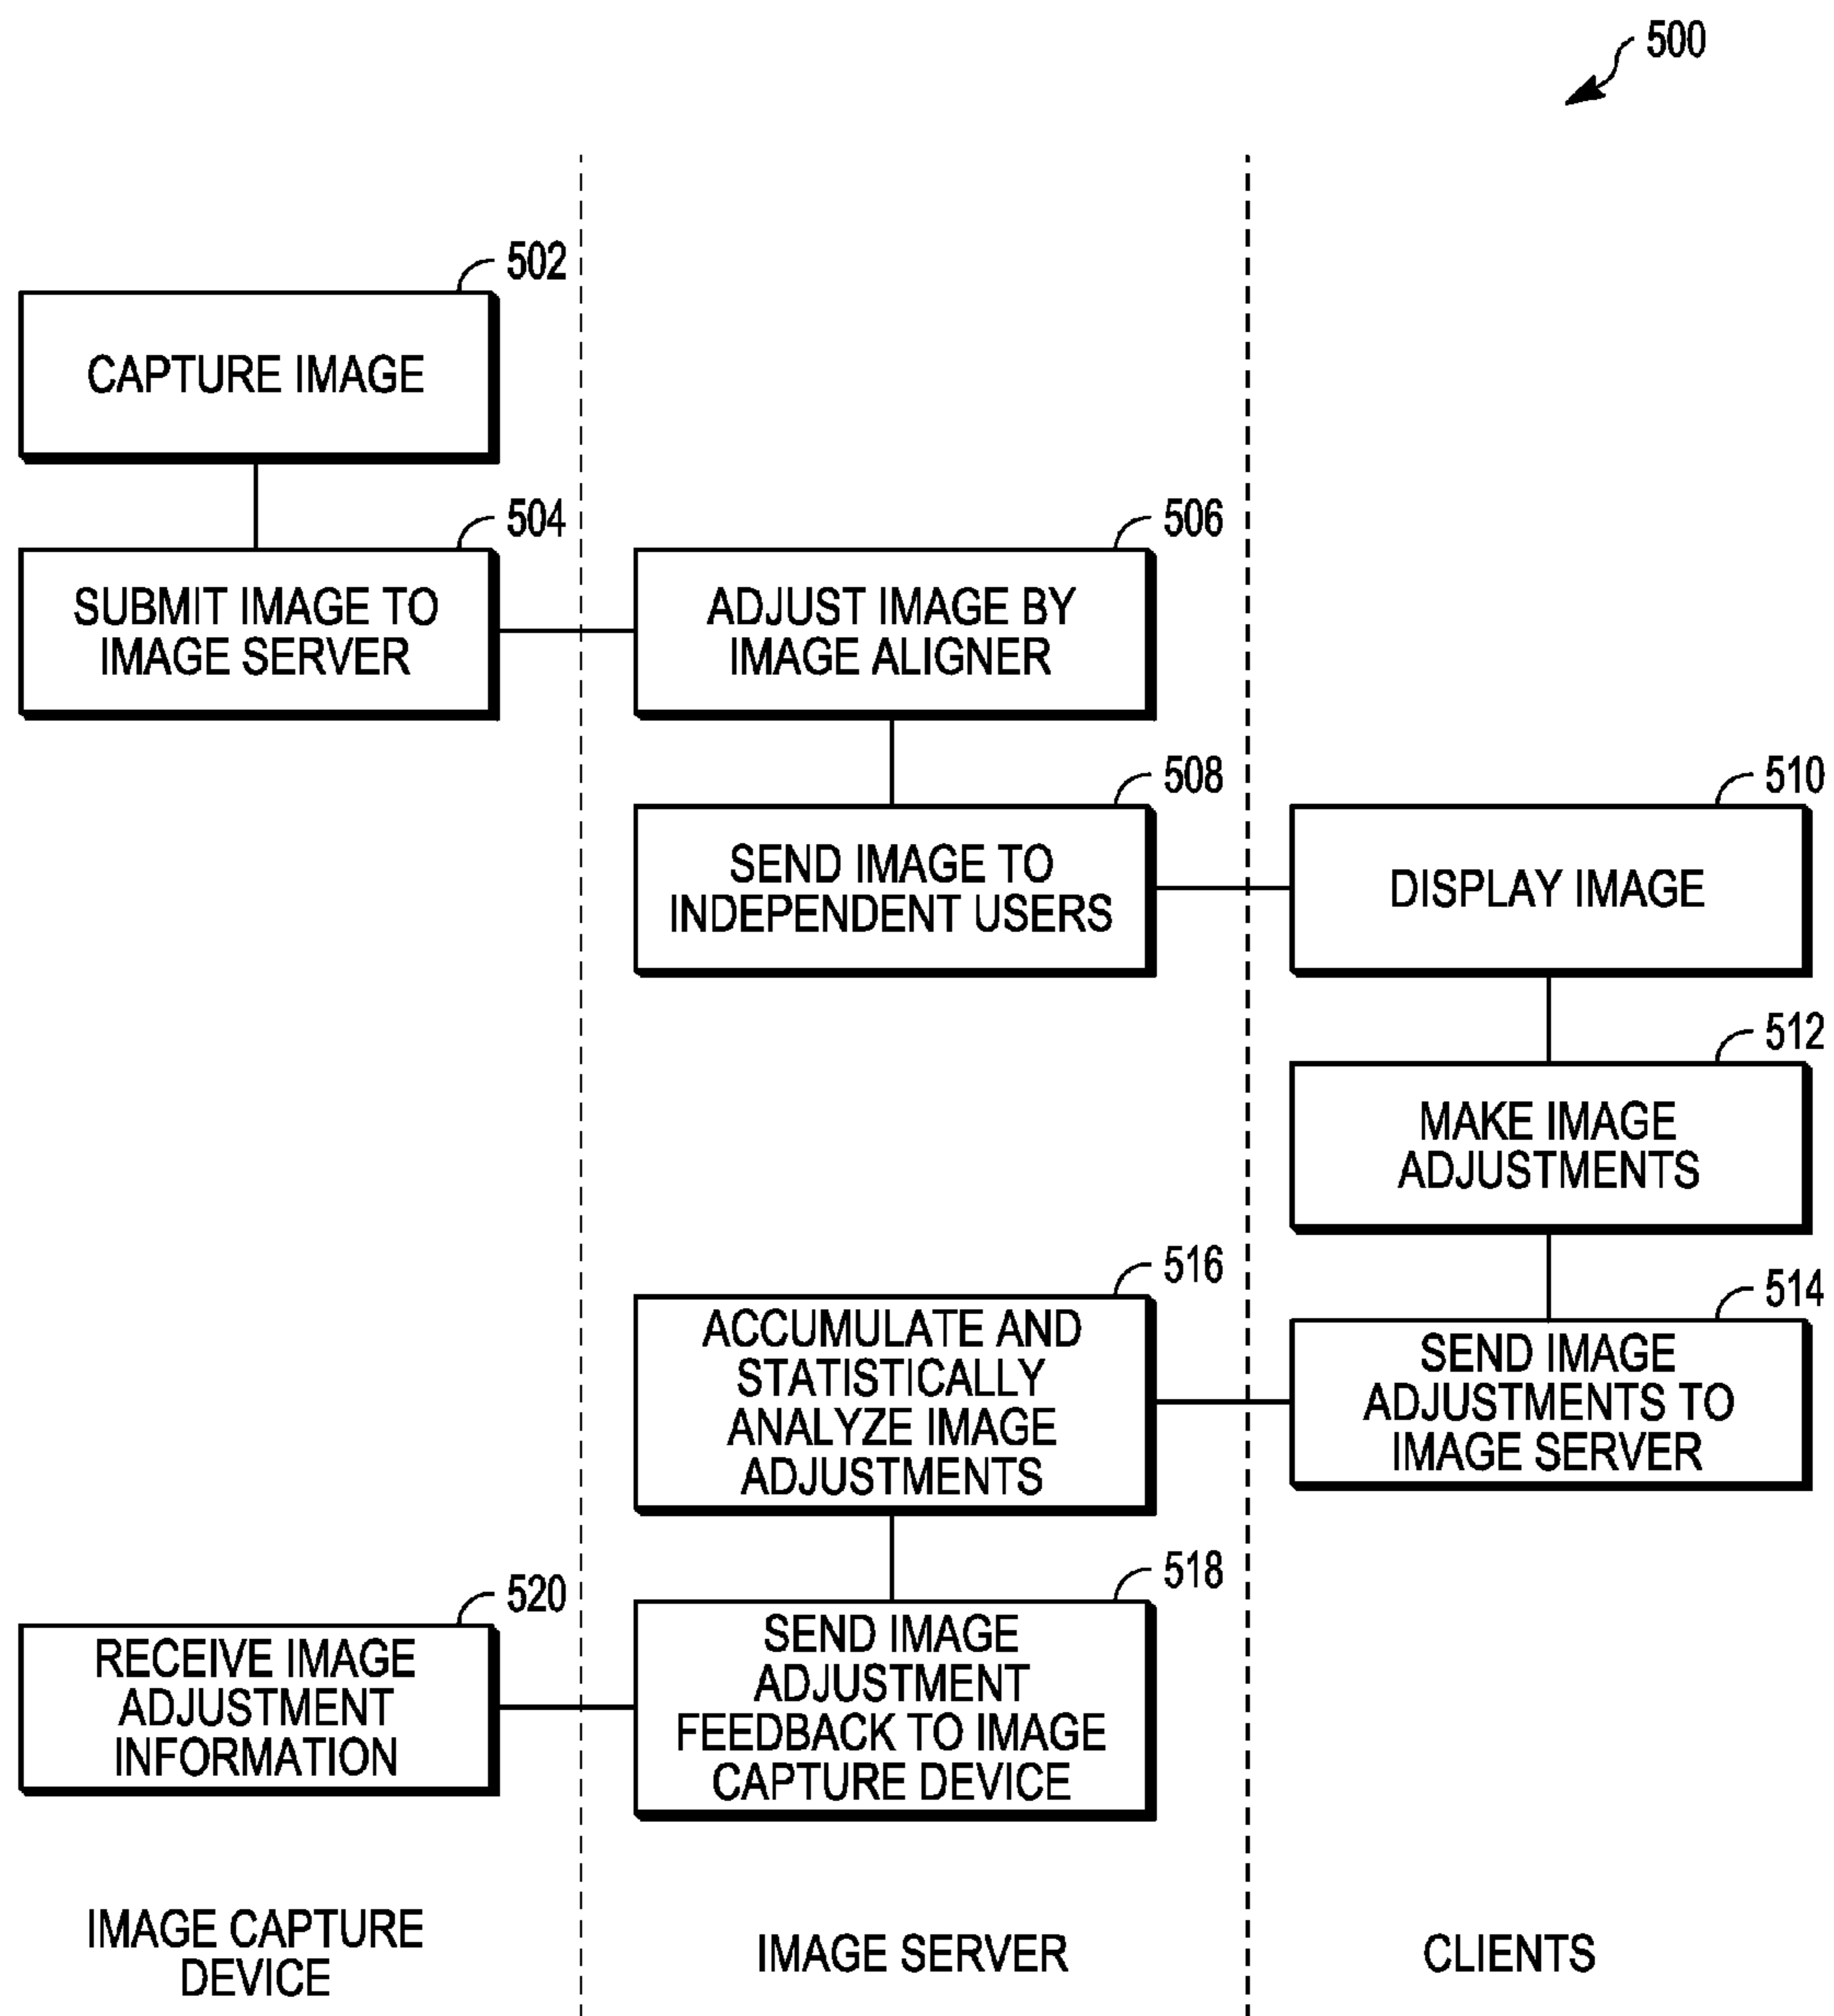 500
502
CAPTURE IMAGE
504
SUBMIT IMAGE TO
IMAGE SERVER
506
ADJUST IMAGE BY
IMAGE ALIGNER
508
SEND IMAGE TO
INDEPENDENT USERS
510
DISPLAY IMAGE
512
MAKE IMAGE
ADJUSTMENTS
514
SEND IMAGE
ADJUSTMENTS TO
IMAGE SERVER
516
ACCUMULATE AND
STATISTICALLY
ANALYZE IMAGE
ADJUSTMENTS
518
SEND IMAGE
ADJUSTMENT
FEEDBACK TO IMAGE
CAPTURE DEVICE
520
RECEIVE IMAGE
ADJUSTMENT
INFORMATION
IMAGE CAPTURE
DEVICE
IMAGE SERVER
CLIENTS